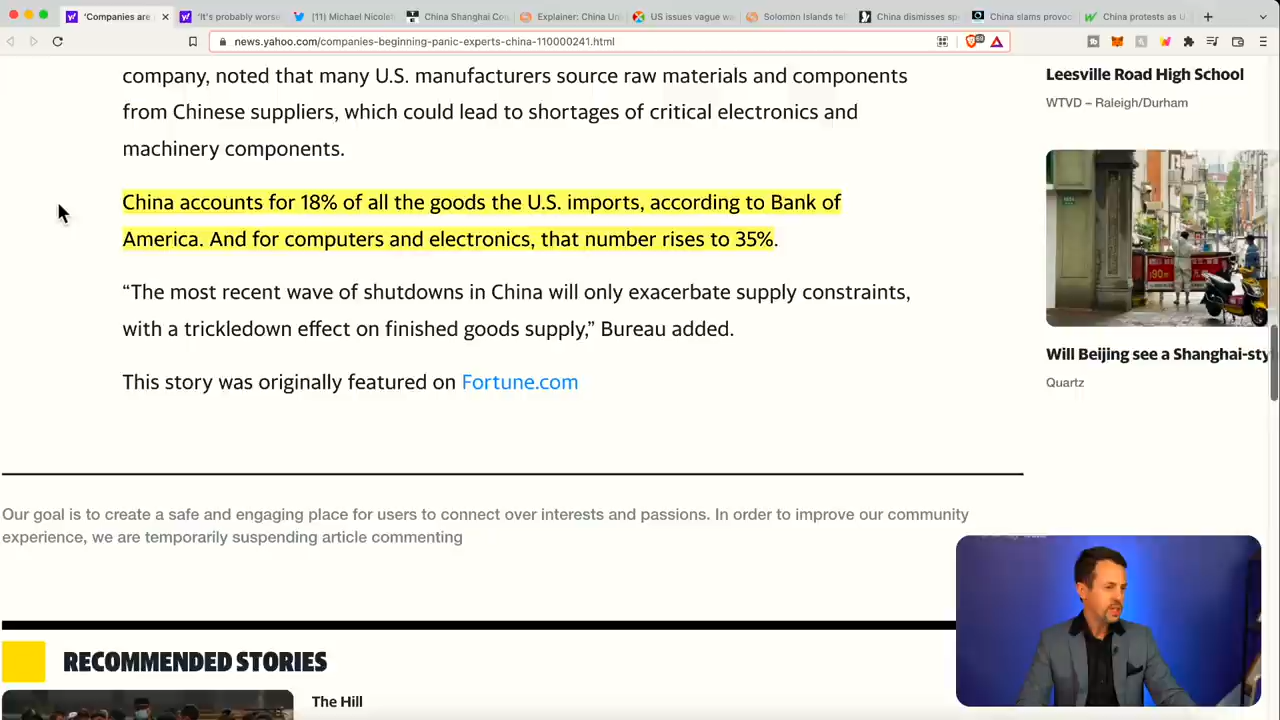 'Companies are
'It's probably worse
(11) Michael Nicolet
China Shanghai Co
Explainer: China Un
US issues vague wa
Solomon Islands tel
China dismisses sp
China slams provoc
China protests as U.
news.yahoo.com/companies-beginning-panic-experts-china-110000241.html
company, noted that many U.S. manufacturers source raw materials and components
from Chinese suppliers, which could lead to shortages of critical electronics and
machinery components.
China accounts for 18% of all the goods the U.S. imports, according to Bank of
America. And for computers and electronics, that number rises to 35%.
“The most recent wave of shutdowns in China will only exacerbate supply constraints,
with a trickledown effect on finished goods supply,” Bureau added.
This story was originally featured on Fortune.com
Our goal is to create a safe and engaging place for users to connect over interests and passions. In order to improve our community
experience, we are temporarily suspending article commenting
RECOMMENDED STORIES
The Hill
Leesville Road High School
WTVD – Raleigh/Durham
Will Beijing see a Shanghai-sty
Quartz